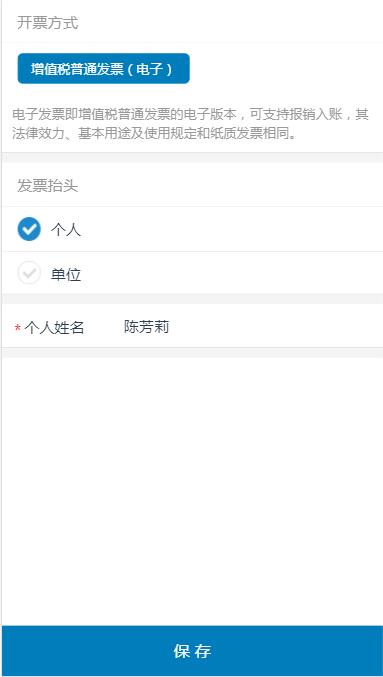 开票方式
增值税普通发票（电子）
电子发票即增值税普通发票的电子版本，可支持报销入账，其
法律效力、基本用途及使用规定和纸质发票相同。
发票抬头
个人
单位
* 个人姓名 陈芳莉
保 存